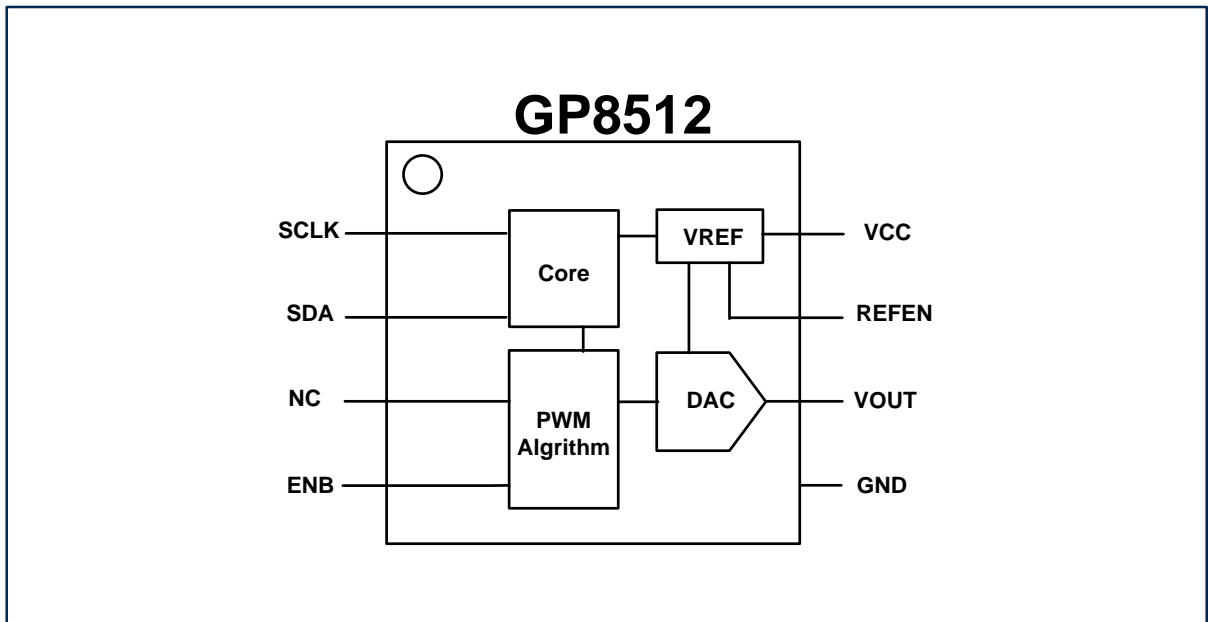 GP8512
SCLK
SDA
NC
ENB
Core
PWM
Algrithm
VREF
DAC
VCC
REFEN
VOUT
GND